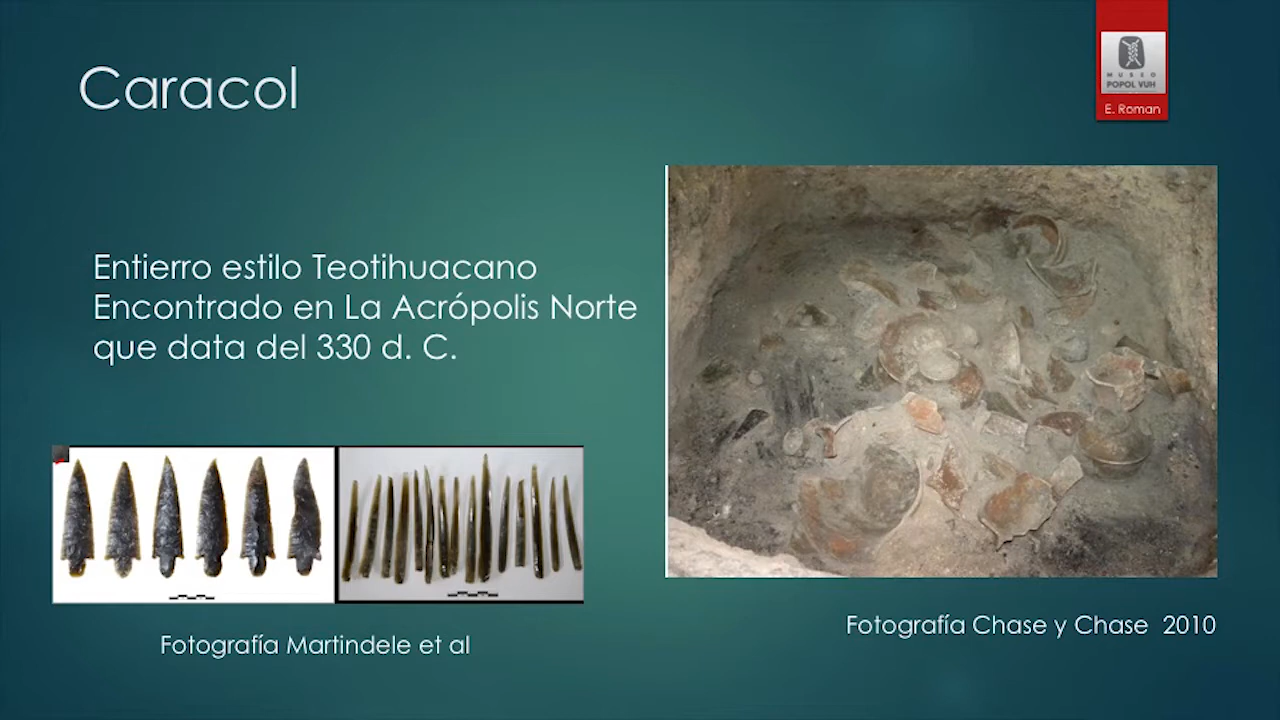 Caracol
MUSEO
POPOL VUH
E. Roman
Entierro estilo Teotihuacano
Encontrado en La Acrópolis Norte
que data del 330 d. C.
Fotografía Martindele et al
Fotografía Chase y Chase 2010